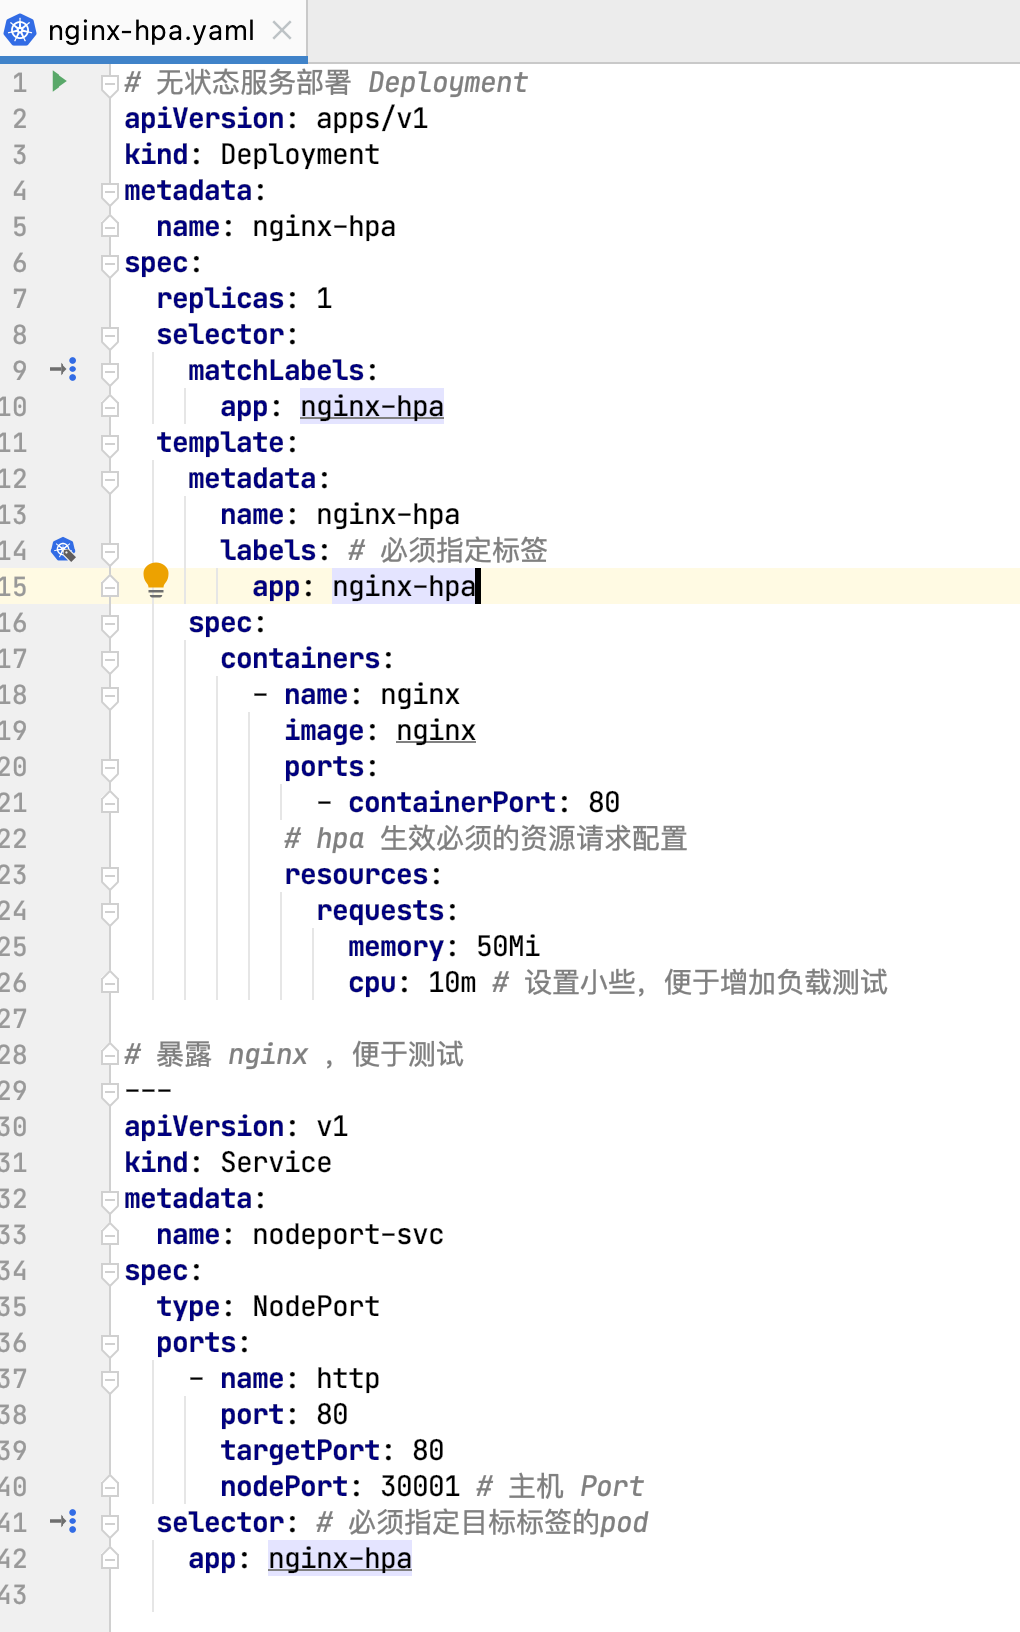 nginx-hpa.yaml
1 # 无状态服务部署 Deployment
2 apiVersion: apps/v1
3 kind: Deployment
4 metadata:
5   name: nginx-hpa
6 spec:
7   replicas: 1
8   selector:
9     matchLabels:
10       app: nginx-hpa
11   template:
12     metadata:
13       name: nginx-hpa
14       labels: # 必须指定标签
15         app: nginx-hpa
16     spec:
17       containers:
18         - name: nginx
19           image: nginx
20           ports:
21             - containerPort: 80
22           # hpa 生效必须的资源请求配置
23           resources:
24             requests:
25               memory: 50Mi
26               cpu: 10m # 设置小些，便于增加负载测试
27
28 # 暴露 nginx ，便于测试
29 ---
30 apiVersion: v1
31 kind: Service
32 metadata:
33   name: nodeport-svc
34 spec:
35   type: NodePort
36   ports:
37     - name: http
38       port: 80
39       targetPort: 80
40       nodePort: 30001 # 主机 Port
41   selector: # 必须指定目标标签的pod
42     app: nginx-hpa
43